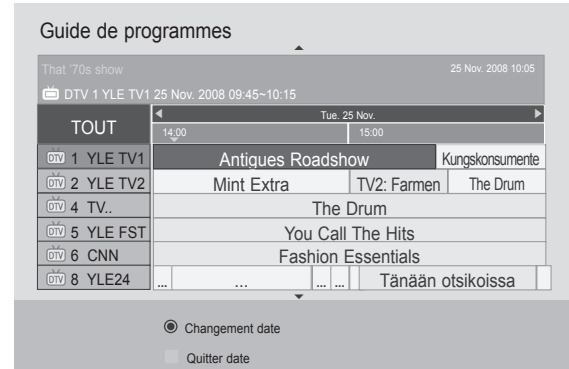 Guide de programmes
That '70s show
25 Nov. 2008 10:05
DTV 1 YLE TV1 25 Nov. 2008 09:45~10:15
TOUT
Tue. 25 Nov.
14:00 15:00
DTV 1 YLE TV1 Antigues Roadshow Kungskonsumente
DTV 2 YLE TV2 Mint Extra TV2: Farmen The Drum
DTV 4 TV.. The Drum
DTV 5 YLE FST You Call The Hits
DTV 6 CNN Fashion Essentials
DTV 8 YLE24 ... ... ... ... Tänään otsikoissa
Changement date
Quitter date